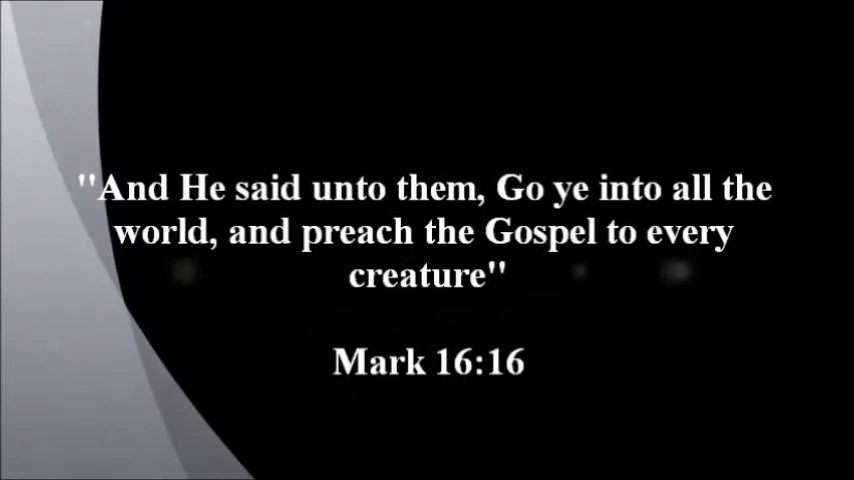 "And He said unto them, Go ye into all the
world, and preach the Gospel to every
creature"
Mark 16:16